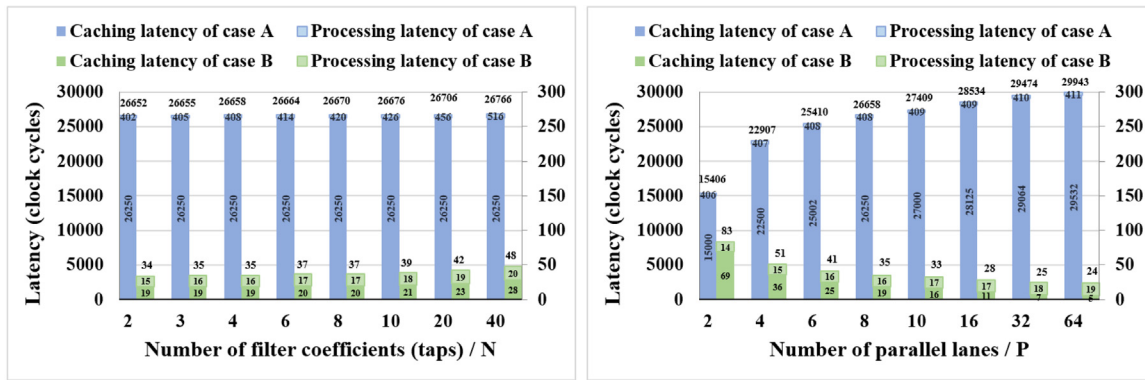 Caching latency of case A Processing latency of case A
Caching latency of case B Processing latency of case B
Latency (clock cycles)
30000 300
25000 250
20000 200
15000 150
10000 100
5000 50
0 0
26652 26655 26658 26664 26670 26676 26706 26766
402 405 408 414 420 426 456 516
26250 26250 26250 26250 26250 26250 26250 26250
34 35 35 37 37 39 42 48
15 16 16 17 17 18 19 20
19 19 19 20 20 21 23 28
2 3 4 6 8 10 20 40
Number of filter coefficients (taps) / N
Caching latency of case A Processing latency of case A
Caching latency of case B Processing latency of case B
Latency (clock cycles)
30000 300
25000 250
20000 200
15000 150
10000 100
5000 50
0 0
15406 22907 25410 26658 27409 28534 29474 29943
406 407 408 408 409 409 410 411
15000 22500 25002 26250 27000 28125 29064 29532
83 51 41 35 33 28 25 24
14 15 16 16 17 17 18 19
69 36 25 19 16 11 7 5
2 4 6 8 10 16 32 64
Number of parallel lanes / P